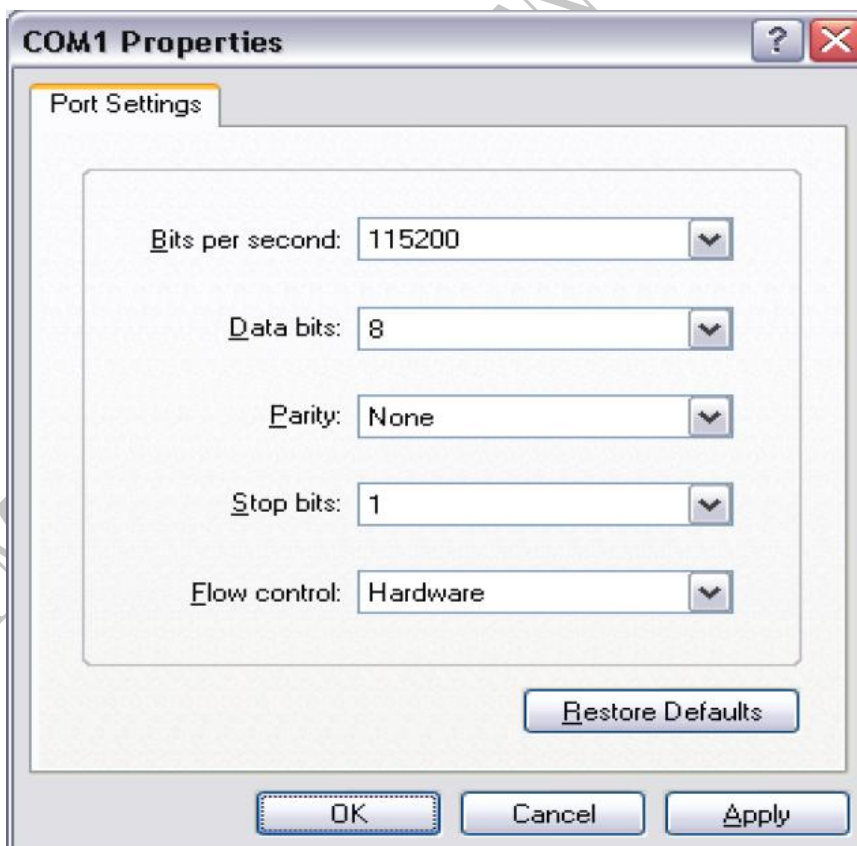 COM1 Properties
Port Settings
Bits per second: 115200
Data bits: 8
Parity: None
Stop bits: 1
Flow control: Hardware
Restore Defaults
OK Cancel Apply